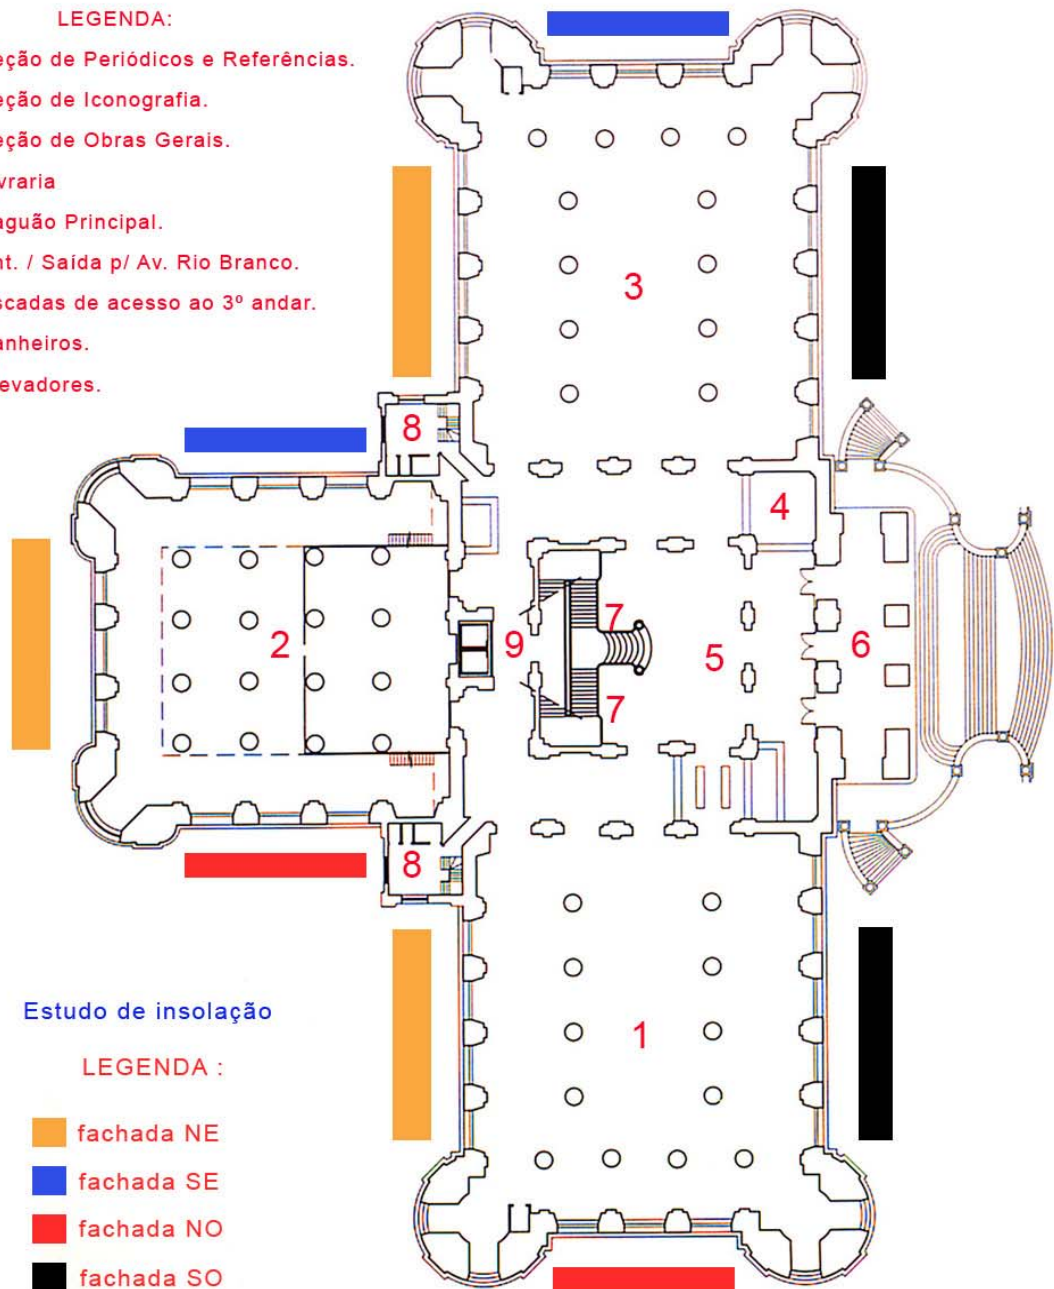 LEGENDA:
eção de Periódicos e Referências.
eção de Iconografia.
eção de Obras Gerais.
vraria
aguão Principal.
nt. / Saída p/ Av. Rio Branco.
scadas de acesso ao 3º andar.
anheiros.
evadores.
3
8
4
7
2
9
5
6
7
8
1
Estudo de insolação
LEGENDA :
fachada NE
fachada SE
fachada NO
fachada SO